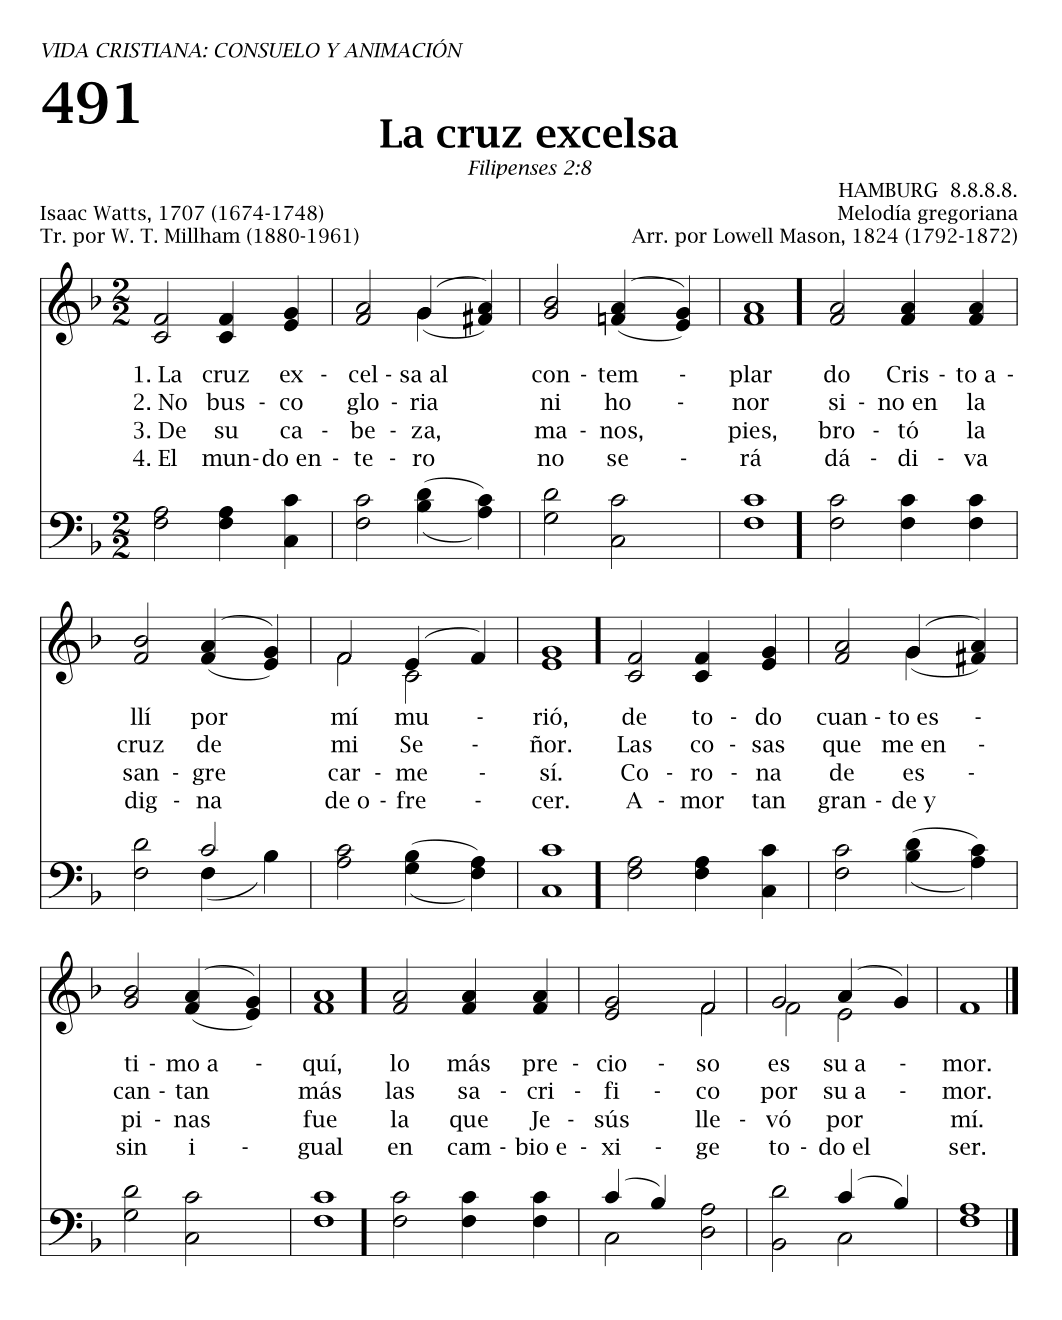 VIDA CRISTIANA: CONSUELO Y ANIMACIÓN
491
La cruz excelsa
Filipenses 2:8
HAMBURG 8.8.8.8.
Isaac Watts, 1707 (1674-1748) Melodía gregoriana
Tr. por W. T. Millham (1880-1961) Arr. por Lowell Mason, 1824 (1792-1872)
2
2
1. La cruz ex - cel - sa al con - tem - plar do Cris - to a -
2. No bus - co glo - ria ni ho - nor si - no en la
3. De su ca - be - za, ma - nos, pies, bro - tó la
4. El mun - do en - te - ro no se - rá dá - di - va
2
2
llí por mí mu - rió, de to - do cuan - to es -
cruz de mi Se - ñor. Las co - sas que me en -
san - gre car - me - sí. Co - ro - na de es -
dig - na de o - fre - cer. A - mor tan gran - de y
ti - mo a - quí, lo más pre - cio - so es su a - mor.
can - tan más las sa - cri - fi - co por su a - mor.
pi - nas fue la que Je - sús lle - vó por mí.
sin i - gual en cam - bio e - xi - ge to - do el ser.